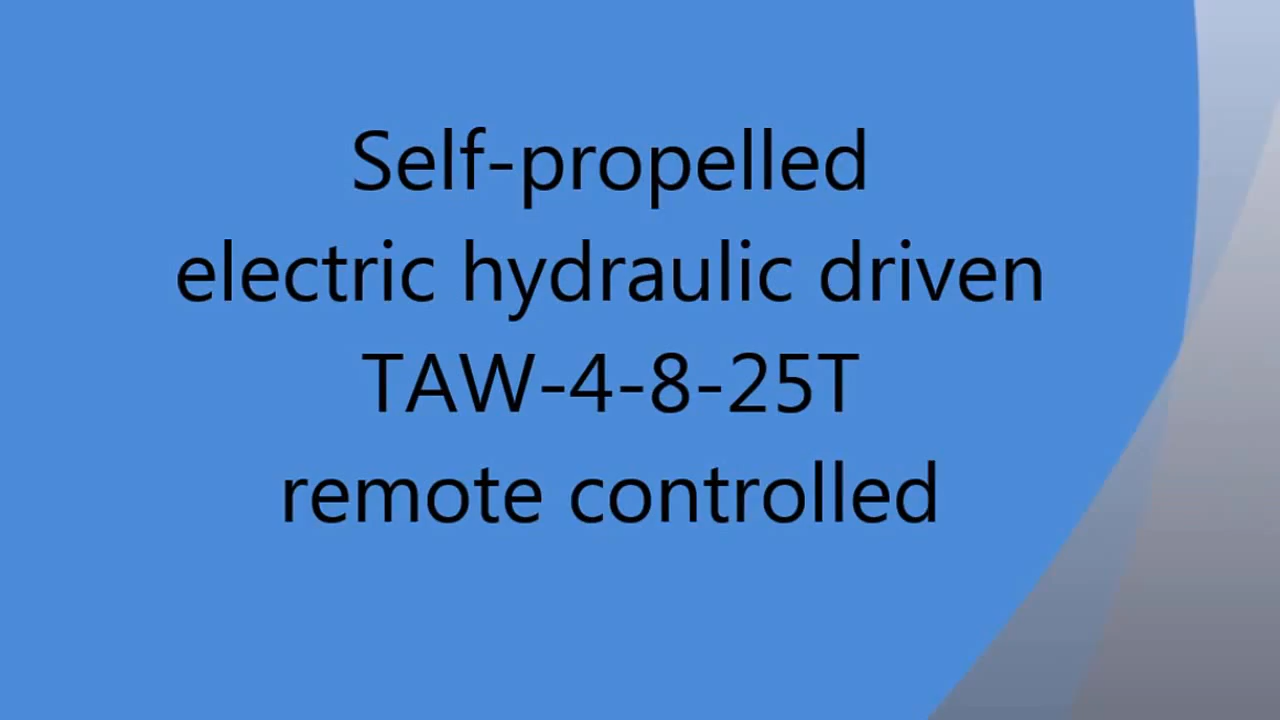 Self-propelled
electric hydraulic driven
TAW-4-8-25T
remote controlled